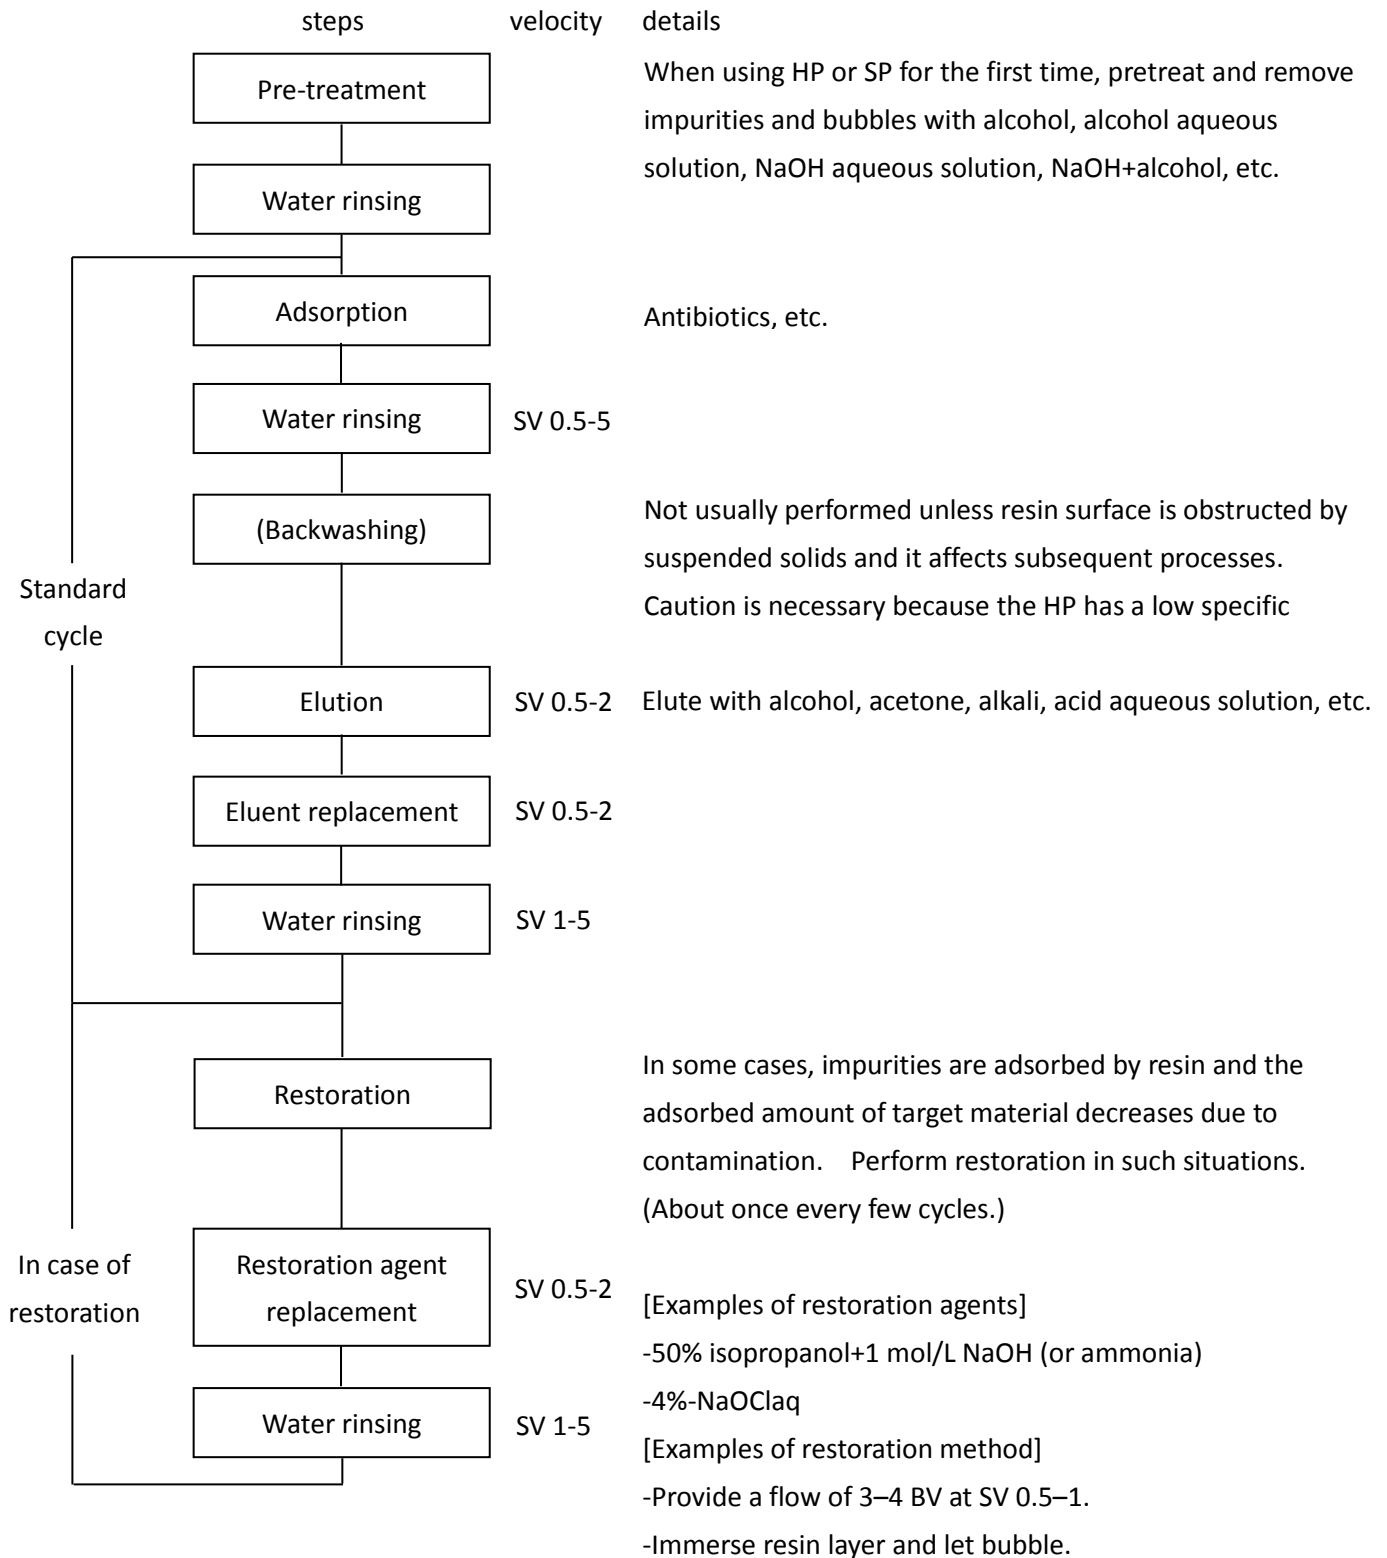 steps velocity details
Pre-treatment
When using HP or SP for the first time, pretreat and remove
impurities and bubbles with alcohol, alcohol aqueous
solution, NaOH aqueous solution, NaOH+alcohol, etc.
Water rinsing
Adsorption
Antibiotics, etc.
Water rinsing SV 0.5-5
(Backwashing)
Not usually performed unless resin surface is obstructed by
suspended solids and it affects subsequent processes.
Caution is necessary because the HP has a low specific
Standard
cycle
Elution SV 0.5-2 Elute with alcohol, acetone, alkali, acid aqueous solution, etc.
Eluent replacement SV 0.5-2
Water rinsing SV 1-5
Restoration
In some cases, impurities are adsorbed by resin and the
adsorbed amount of target material decreases due to
contamination. Perform restoration in such situations.
(About once every few cycles.)
In case of
restoration
Restoration agent
replacement
SV 0.5-2
[Examples of restoration agents]
-50% isopropanol+1 mol/L NaOH (or ammonia)
-4%-NaOClaq
Water rinsing SV 1-5
[Examples of restoration method]
-Provide a flow of 3–4 BV at SV 0.5–1.
-Immerse resin layer and let bubble.